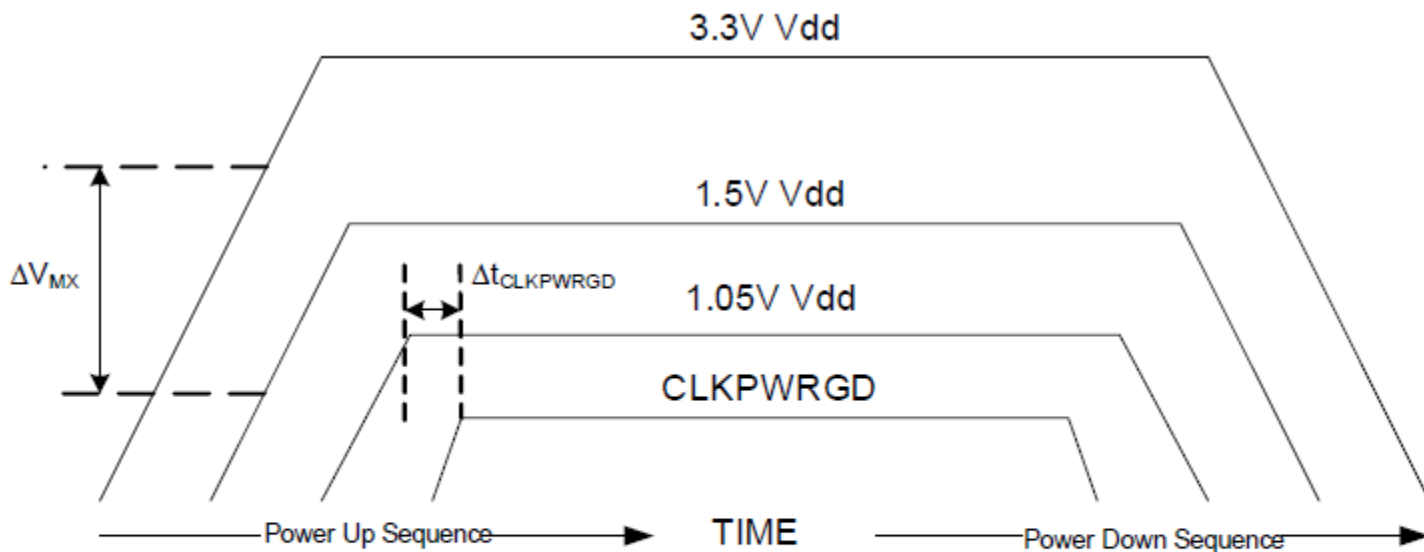 3.3V Vdd
1.5V Vdd
ΔV_MX
Δt_CLKPWRGD
1.05V Vdd
CLKPWRGD
Power Up Sequence
TIME
Power Down Sequence